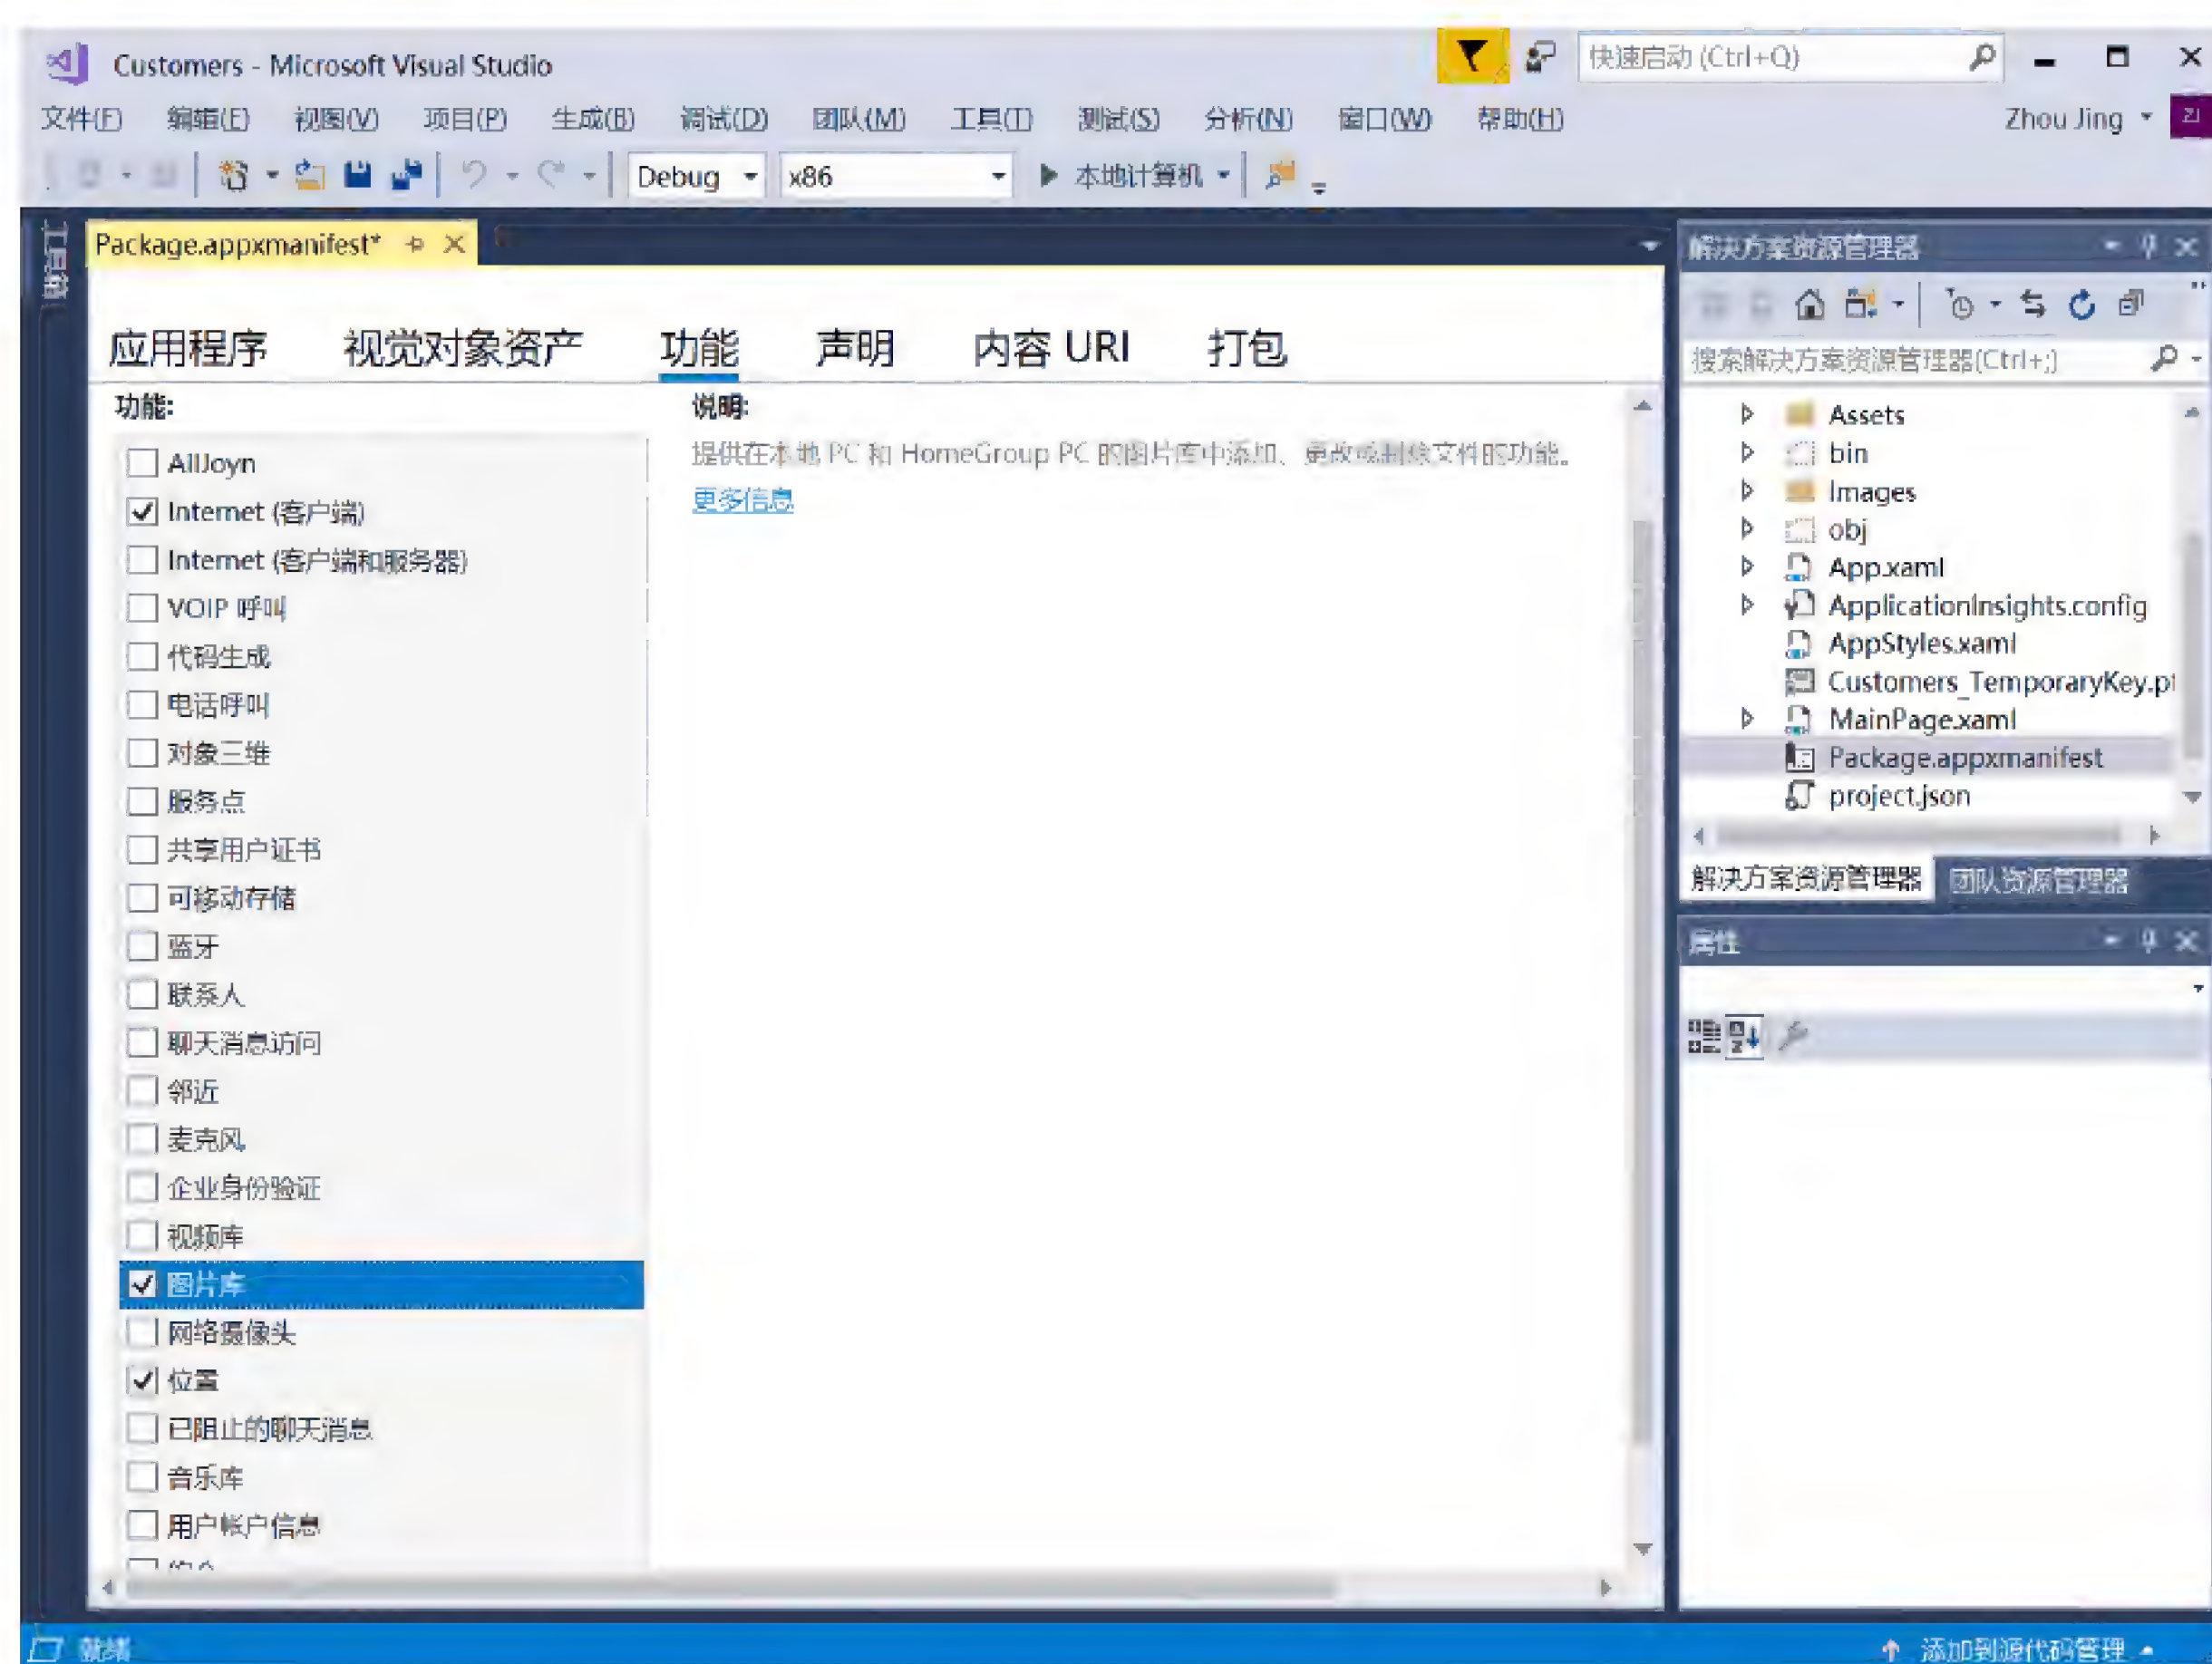 Customers - Microsoft Visual Studio
快速启动 (Ctrl+Q)
文件(F) 编辑(E) 视图(V) 项目(P) 生成(B) 调试(D) 团队(M) 工具(T) 测试(S) 分析(N) 窗口(W) 帮助(H)
Zhou Jing
ZJ
Debug x86 本地计算机
工具箱
Package.appxmanifest*
应用程序 视觉对象资产 功能 声明 内容 URI 打包
功能:
AllJoyn
Internet (客户端)
Internet (客户端和服务器)
VOIP 呼叫
代码生成
电话呼叫
对象三维
服务点
共享用户证书
可移动存储
蓝牙
联系人
聊天消息访问
邻近
麦克风
企业身份验证
视频库
图片库
网络摄像头
位置
已阻止的聊天消息
音乐库
用户帐户信息
说明:
提供在本地 PC 和 HomeGroup PC 的图片库中添加、更改或删除文件的功能。
更多信息
解决方案资源管理器
搜索解决方案资源管理器(Ctrl+;)
Assets
bin
Images
obj
App.xaml
ApplicationInsights.config
AppStyles.xaml
Customers_TemporaryKey.pf
MainPage.xaml
Package.appxmanifest
project.json
解决方案资源管理器 团队资源管理器
属性
就绪
添加到源代码管理